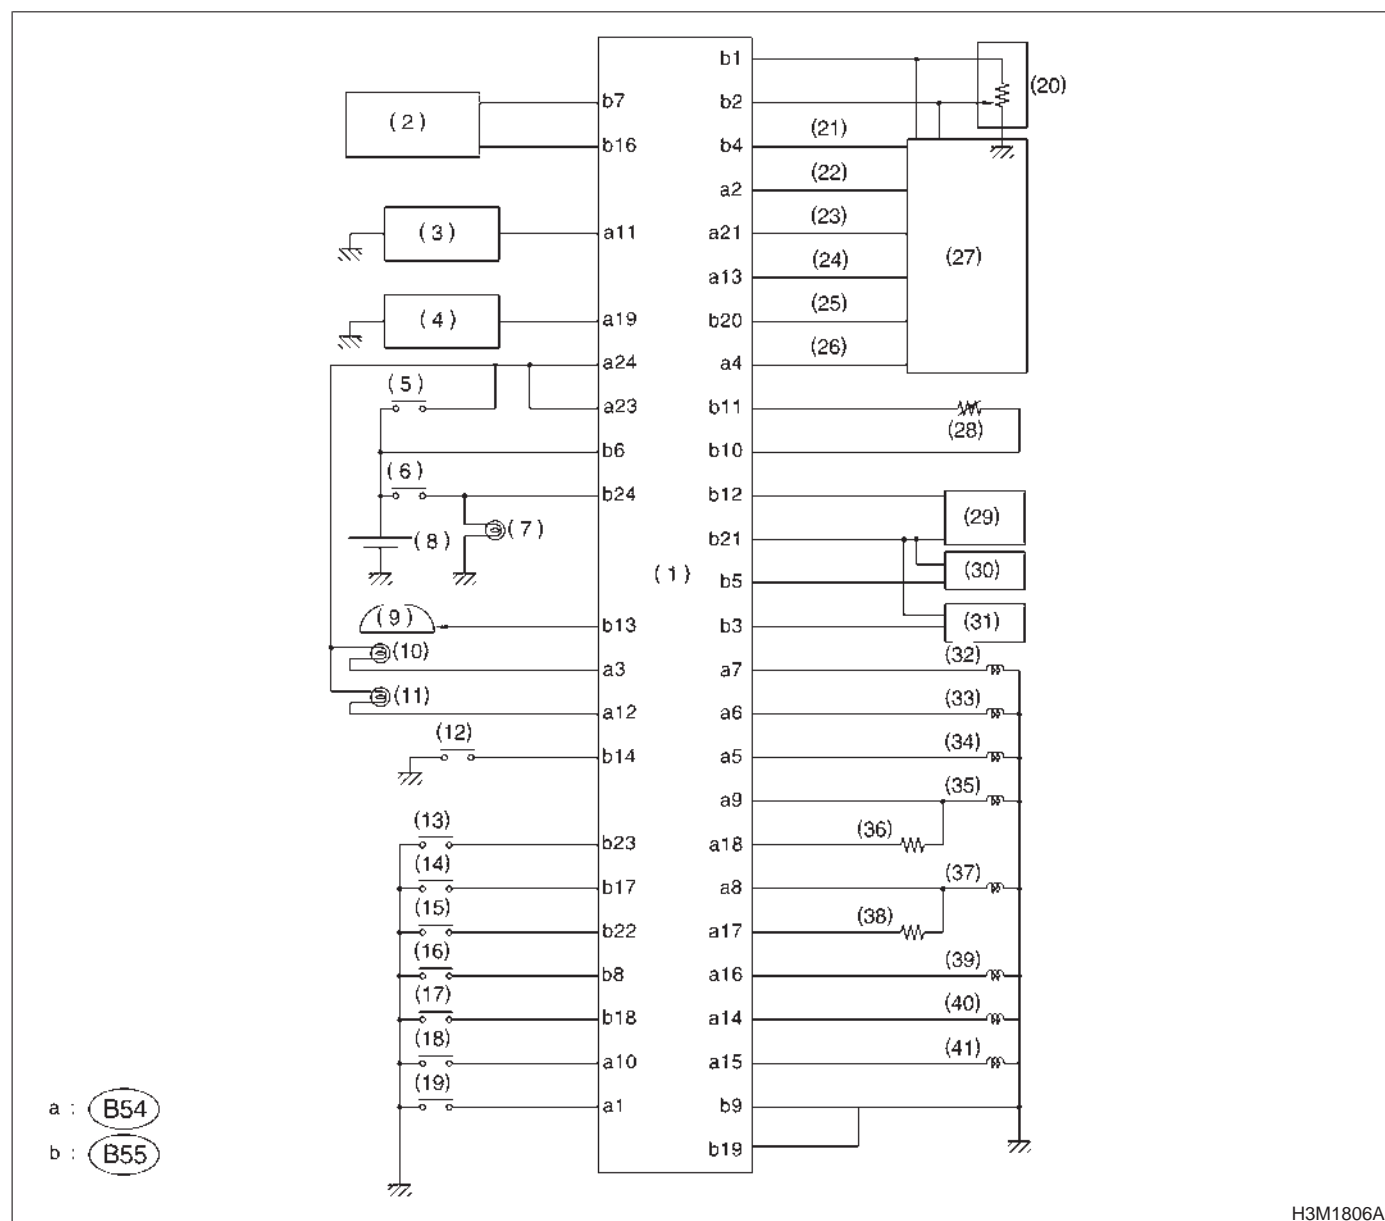 b1
(20)
b7
b2
(2)
(21)
b16
b4
(22)
a2
(3)
(23)
a11
a21
(24)
(27)
a13
(4)
(25)
a19
b20
(26)
a24
a4
(5)
a23
b11
(28)
b6
b10
(6)
b24
b12
(7)
(29)
(8)
b21
(1)
(30)
b5
(9)
b13
b3
(31)
(10)
(32)
a3
a7
(11)
(33)
a12
a6
(12)
(34)
b14
a5
(35)
a9
(13)
(36)
b23
a18
(14)
(37)
b17
a8
(15)
(38)
b22
a17
(16)
(39)
b8
a16
(17)
(40)
b18
a14
(18)
(41)
a10
a15
(19)
a1
b9
a : B54
b19
b : B55
H3M1806A